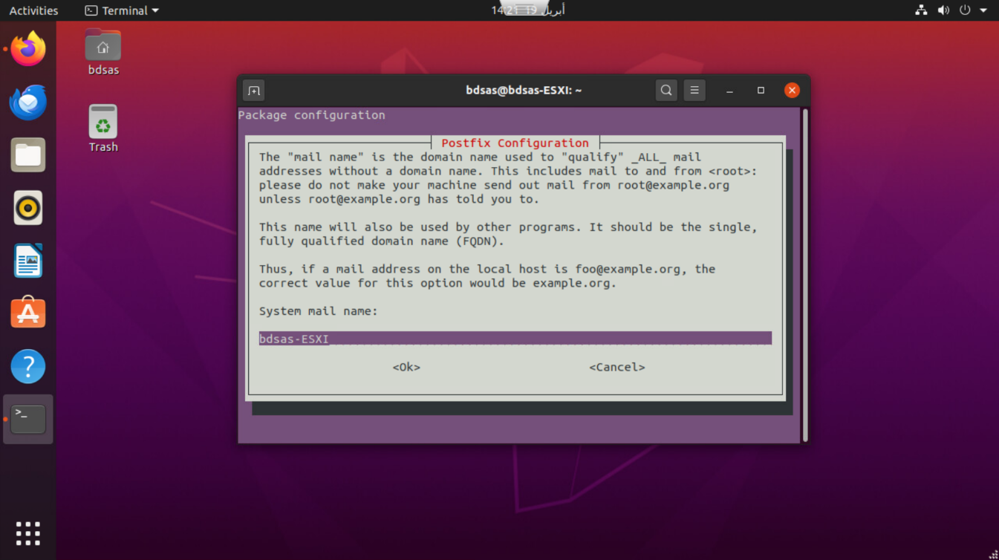 Activities
Terminal
14:21 19 أبريل
bdsas
Trash
bdsas@bdsas-ESXI: ~
Package configuration
Postfix Configuration
The "mail name" is the domain name used to "qualify" _ALL_ mail
addresses without a domain name. This includes mail to and from <root>:
please do not make your machine send out mail from root@example.org
unless root@example.org has told you to.
This name will also be used by other programs. It should be the single,
fully qualified domain name (FQDN).
Thus, if a mail address on the local host is foo@example.org, the
correct value for this option would be example.org.
System mail name:
bdsas-ESXI
<Ok>
<Cancel>